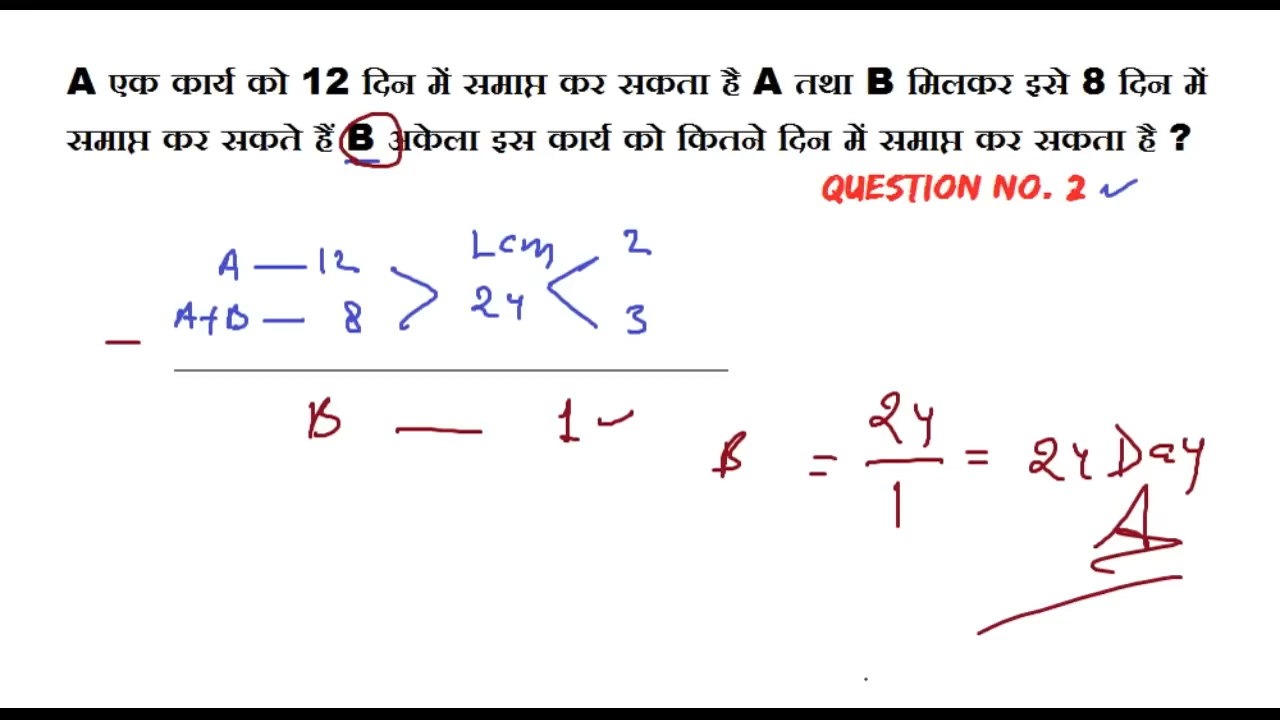 A एक कार्य को 12 दिन में समाप्त कर सकता है A तथा B मिलकर इसे 8 दिन में
समाप्त कर सकते हैं B अकेला इस कार्य को कितने दिन में समाप्त कर सकता है ?
QUESTION NO. 2
A — 12
A+B — 8
Lcm
24
2
3
—
B — 1
B = 24/1 = 24 Day
A